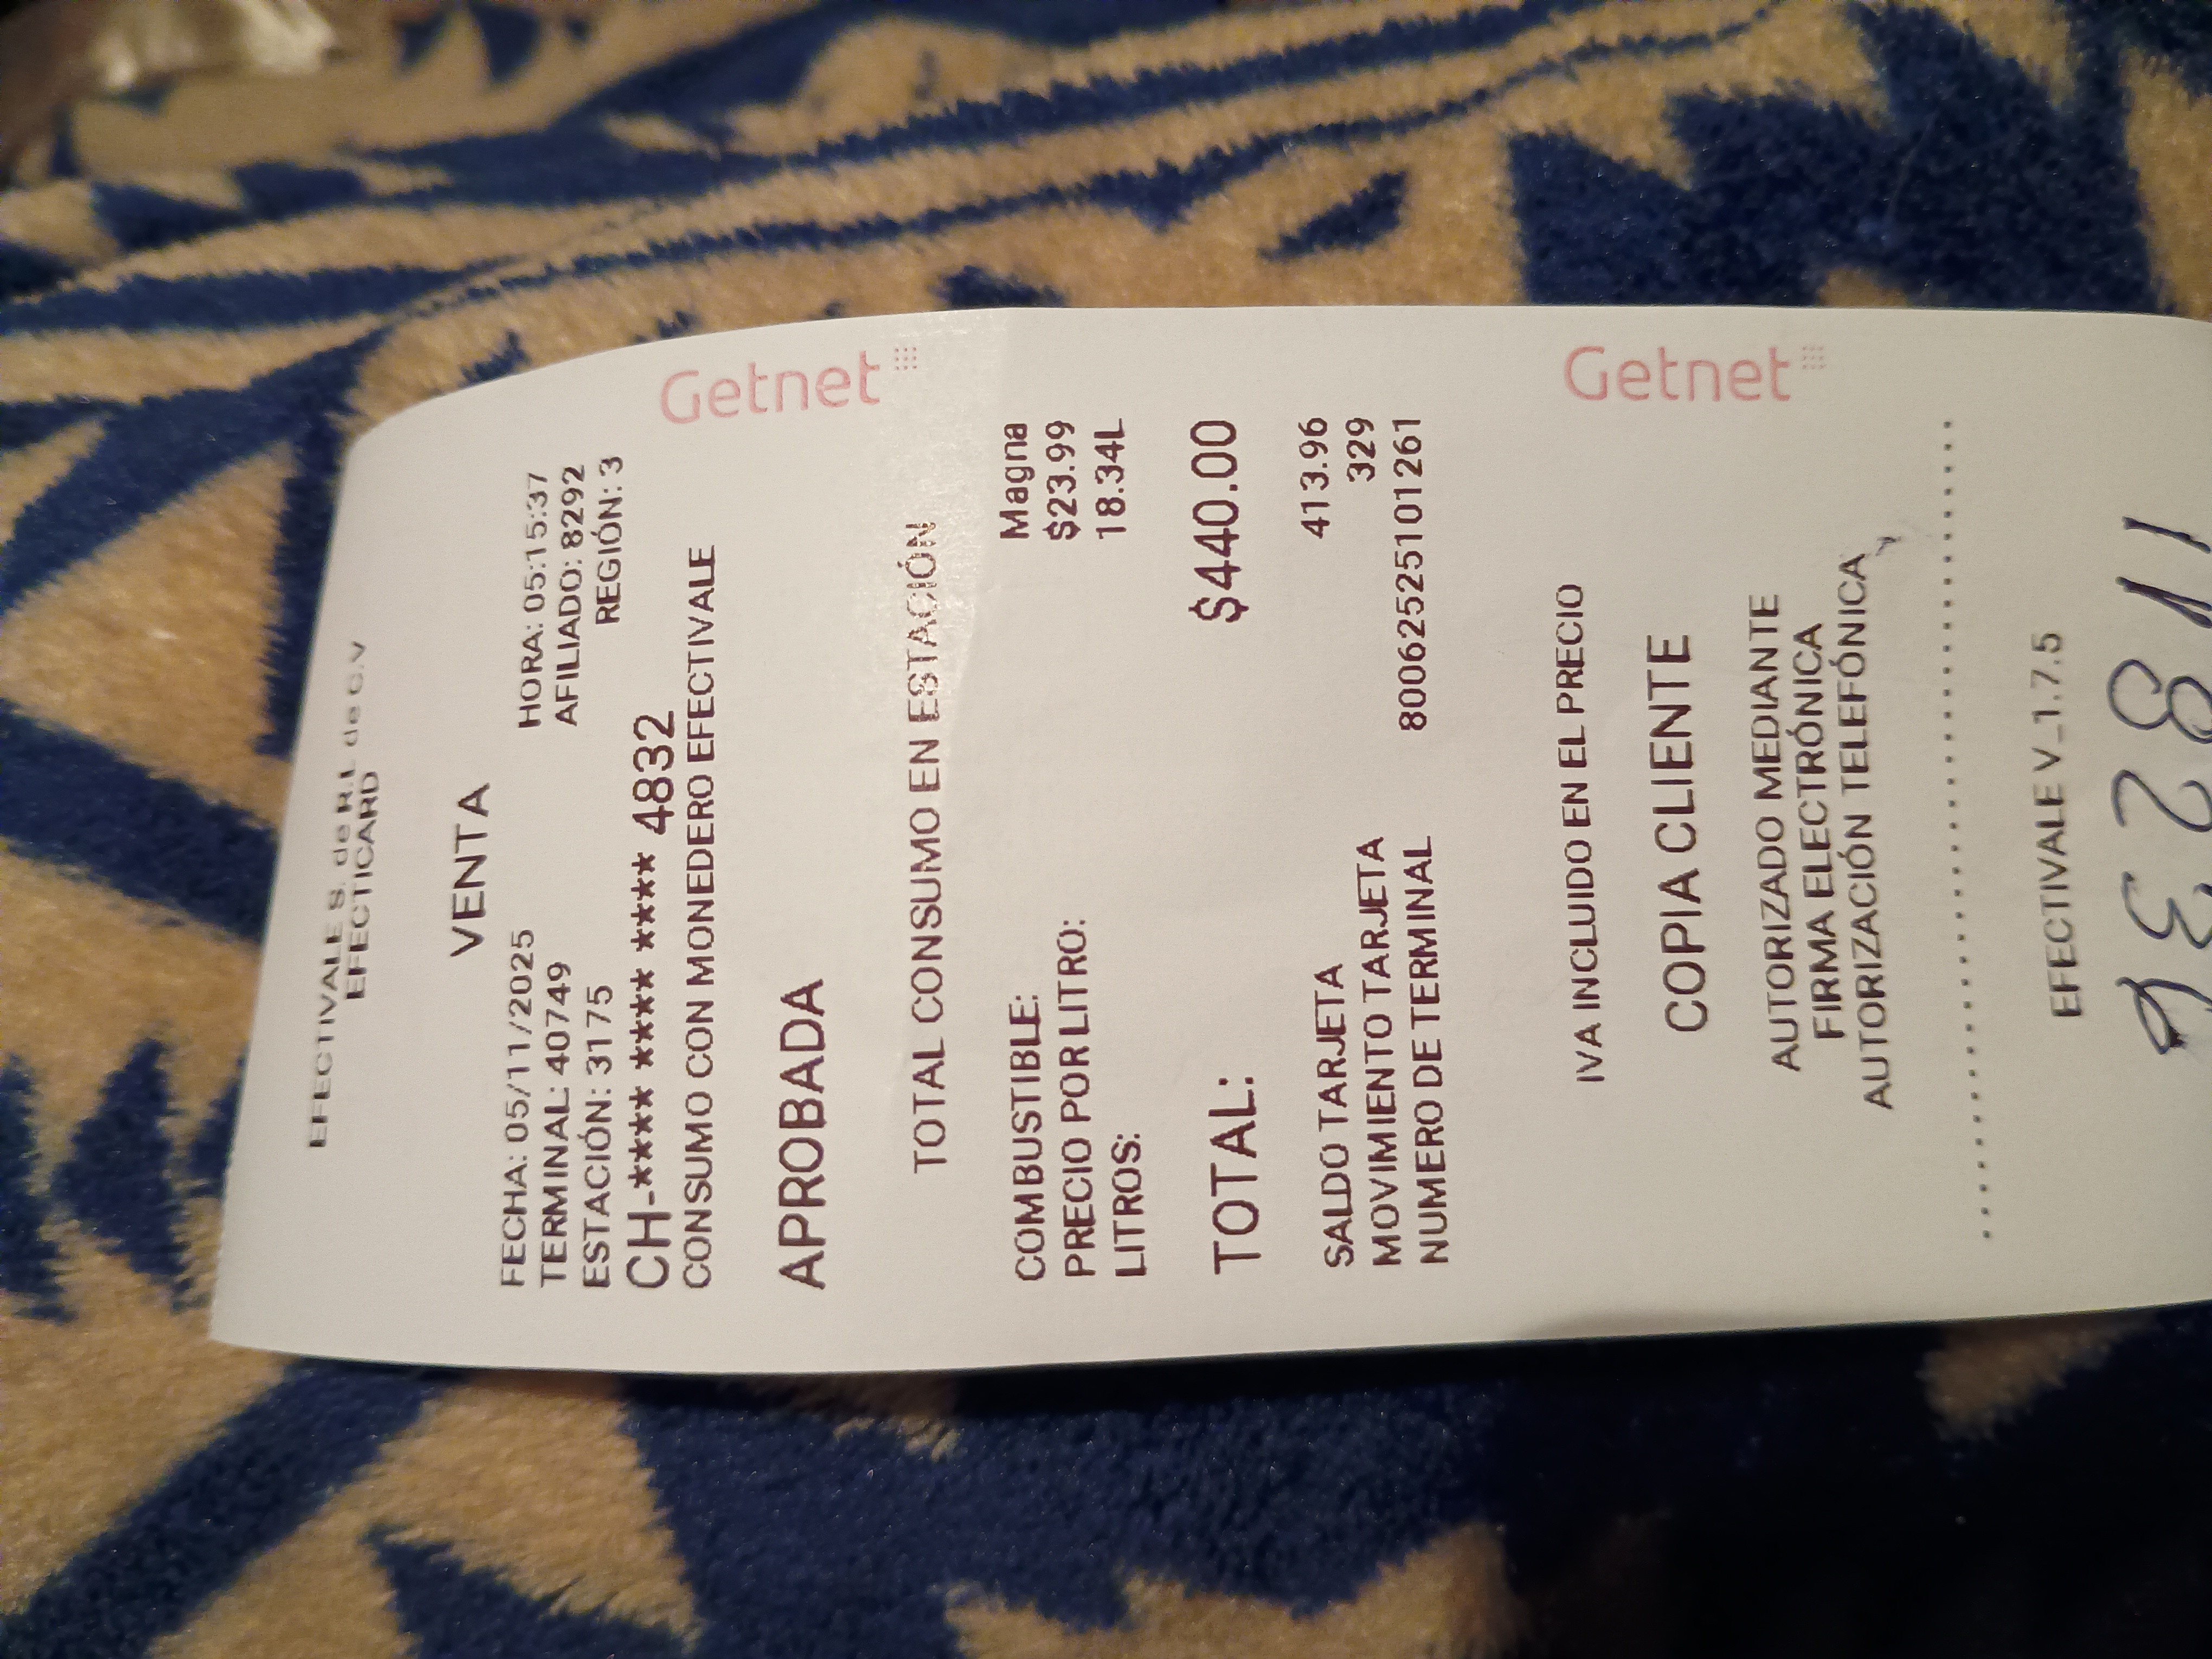 EFECTIVALE S. de R.L de C.V
EFECTICARD
VENTA
FECHA: 05/11/2025 HORA: 05:15:37
TERMINAL: 40749 AFILIADO: 8292
ESTACIÓN: 3175 REGIÓN: 3
CH-**** **** **** 4832
CONSUMO CON MONEDERO EFECTIVALE
Getnet
APROBADA
TOTAL CONSUMO EN ESTACIÓN
COMBUSTIBLE: Magna
PRECIO POR LITRO: $23.99
LITROS: 18.34L
TOTAL: $440.00
SALDO TARJETA 413.96
MOVIMIENTO TARJETA 329
NUMERO DE TERMINAL 8006252510126​1
IVA INCLUIDO EN EL PRECIO
Getnet
COPIA CLIENTE
AUTORIZADO MEDIANTE
FIRMA ELECTRÓNICA
AUTORIZACIÓN TELEFÓNICA
EFECTIVALE V_1.7.5